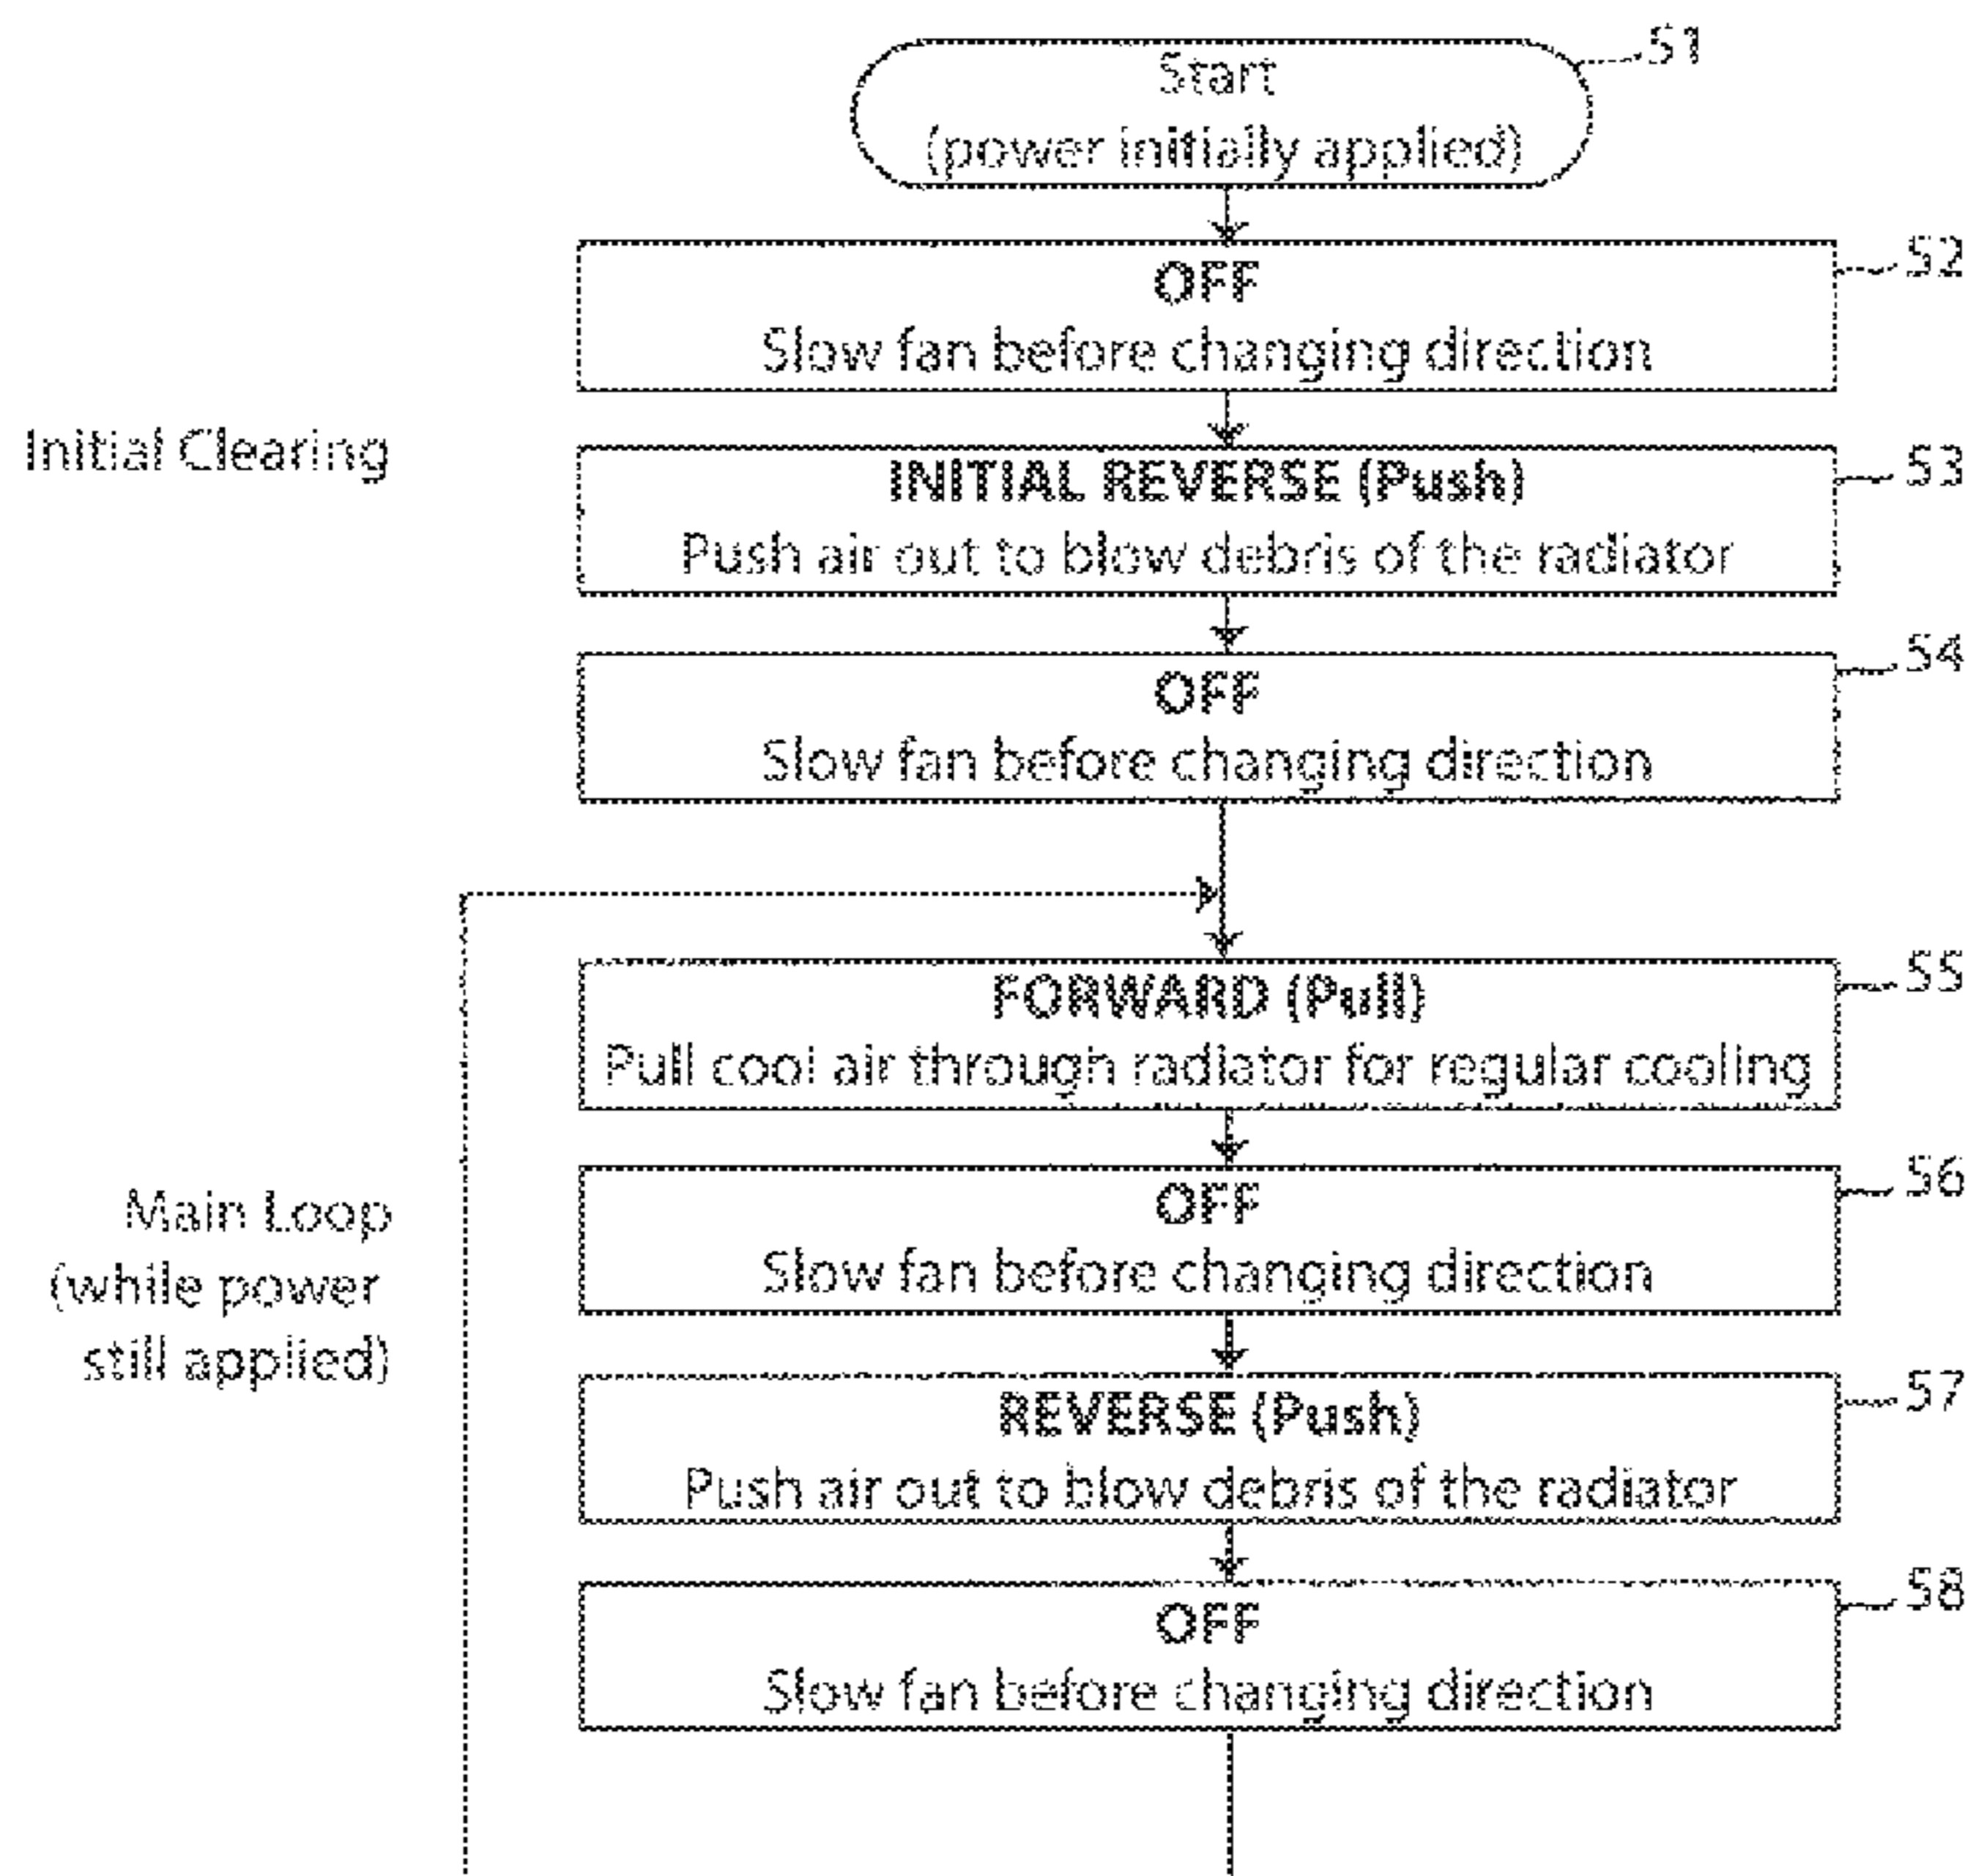 51
Start
(power initially applied)
52
OFF
Slow fan before changing direction
Initial Clearing
53
INITIAL REVERSE (Push)
Push air out to blow debris of the radiator
54
OFF
Slow fan before changing direction
55
FORWARD (Pull)
Pull cool air through radiator for regular cooling
56
OFF
Slow fan before changing direction
Main Loop
(while power
still applied)
57
REVERSE (Push)
Push air out to blow debris of the radiator
58
OFF
Slow fan before changing direction